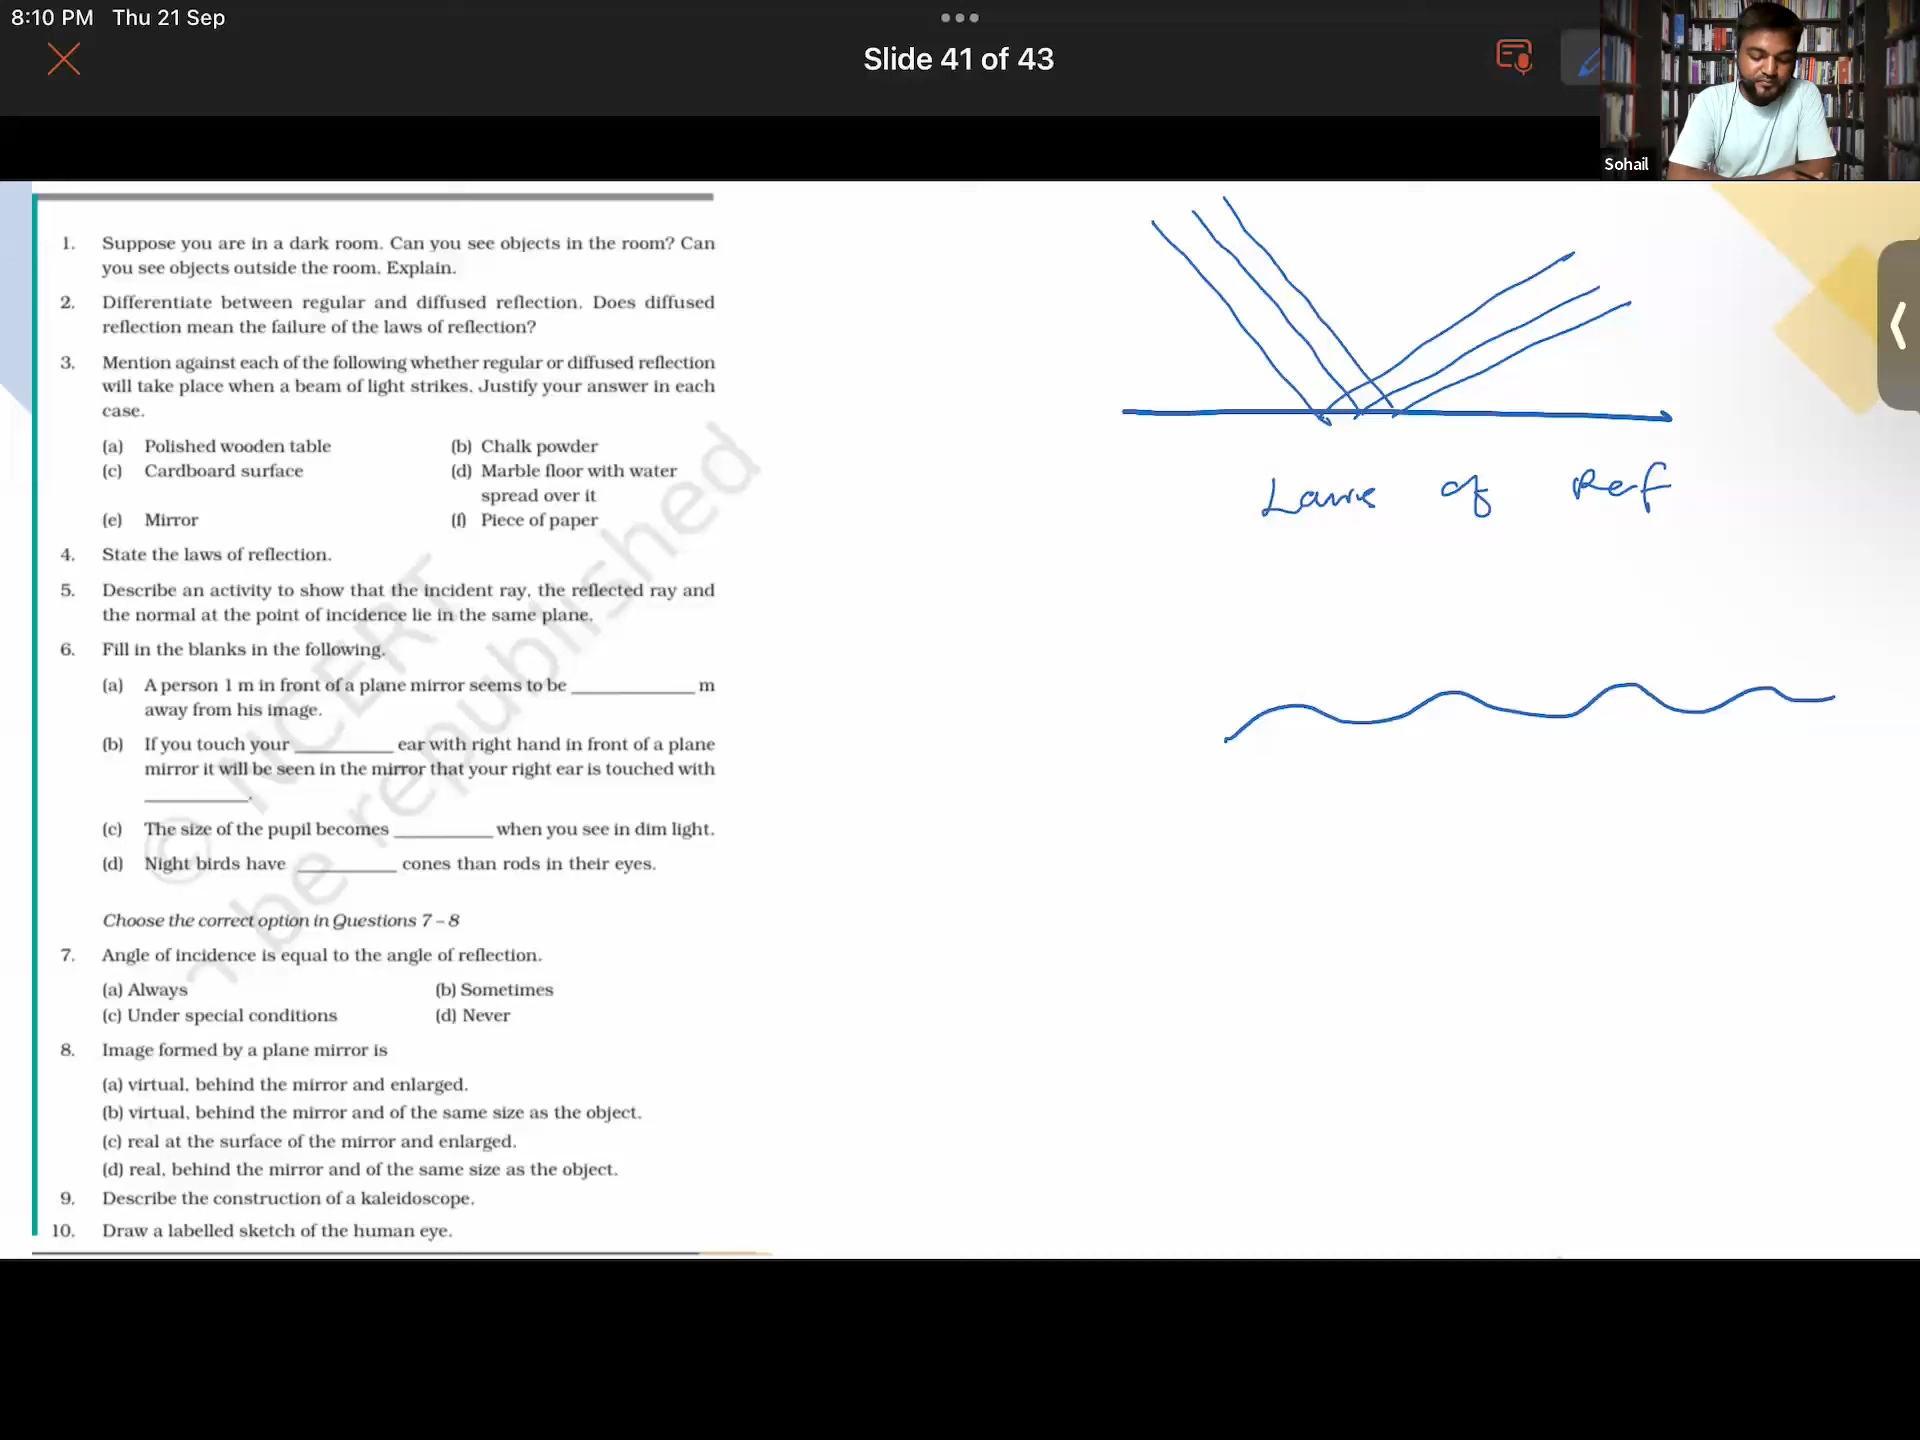 8:10 PM Thu 21 Sep
Slide 41 of 43
Sohail
1. Suppose you are in a dark room. Can you see objects in the room? Can
you see objects outside the room. Explain.
2. Differentiate between regular and diffused reflection. Does diffused
reflection mean the failure of the laws of reflection?
3. Mention against each of the following whether regular or diffused reflection
will take place when a beam of light strikes. Justify your answer in each
case.
(a) Polished wooden table (b) Chalk powder
(c) Cardboard surface (d) Marble floor with water
spread over it
(e) Mirror (f) Piece of paper
4. State the laws of reflection.
5. Describe an activity to show that the incident ray, the reflected ray and
the normal at the point of incidence lie in the same plane.
6. Fill in the blanks in the following.
(a) A person 1 m in front of a plane mirror seems to be ____________ m
away from his image.
(b) If you touch your __________ ear with right hand in front of a plane
mirror it will be seen in the mirror that your right ear is touched with
__________.
(c) The size of the pupil becomes __________ when you see in dim light.
(d) Night birds have __________ cones than rods in their eyes.
Choose the correct option in Questions 7 – 8
7. Angle of incidence is equal to the angle of reflection.
(a) Always (b) Sometimes
(c) Under special conditions (d) Never
8. Image formed by a plane mirror is
(a) virtual, behind the mirror and enlarged.
(b) virtual, behind the mirror and of the same size as the object.
(c) real at the surface of the mirror and enlarged.
(d) real, behind the mirror and of the same size as the object.
9. Describe the construction of a kaleidoscope.
10. Draw a labelled sketch of the human eye.
© NCERT
be republished
Laws of Ref